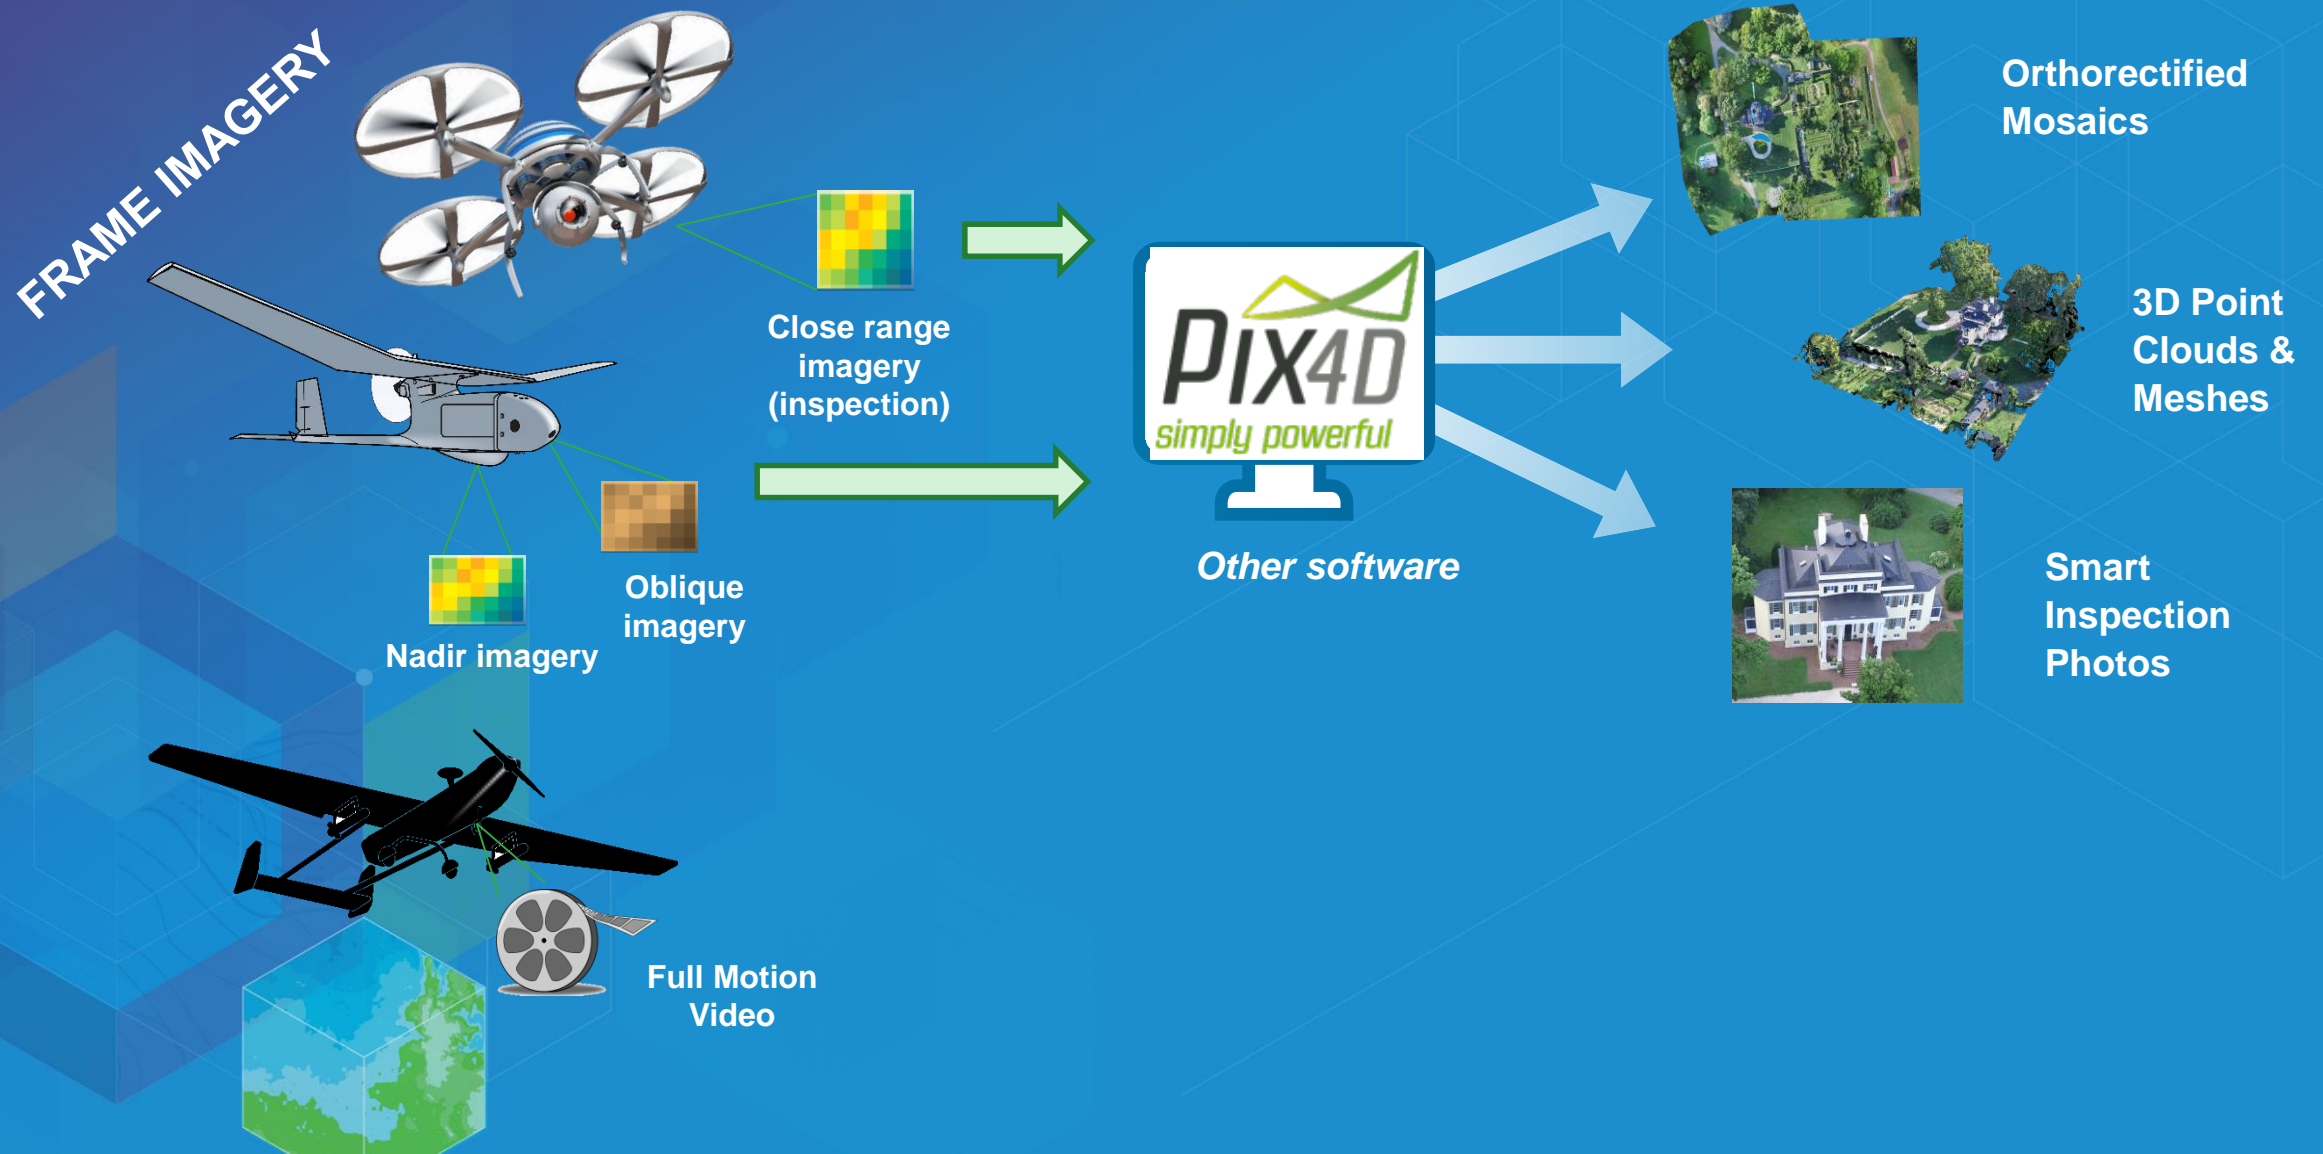 FRAME IMAGERY
Close range
imagery
(inspection)
Oblique
imagery
Nadir imagery
Full Motion
Video
PIX4D
simply powerful
Other software
Orthorectified
Mosaics
3D Point
Clouds &
Meshes
Smart
Inspection
Photos